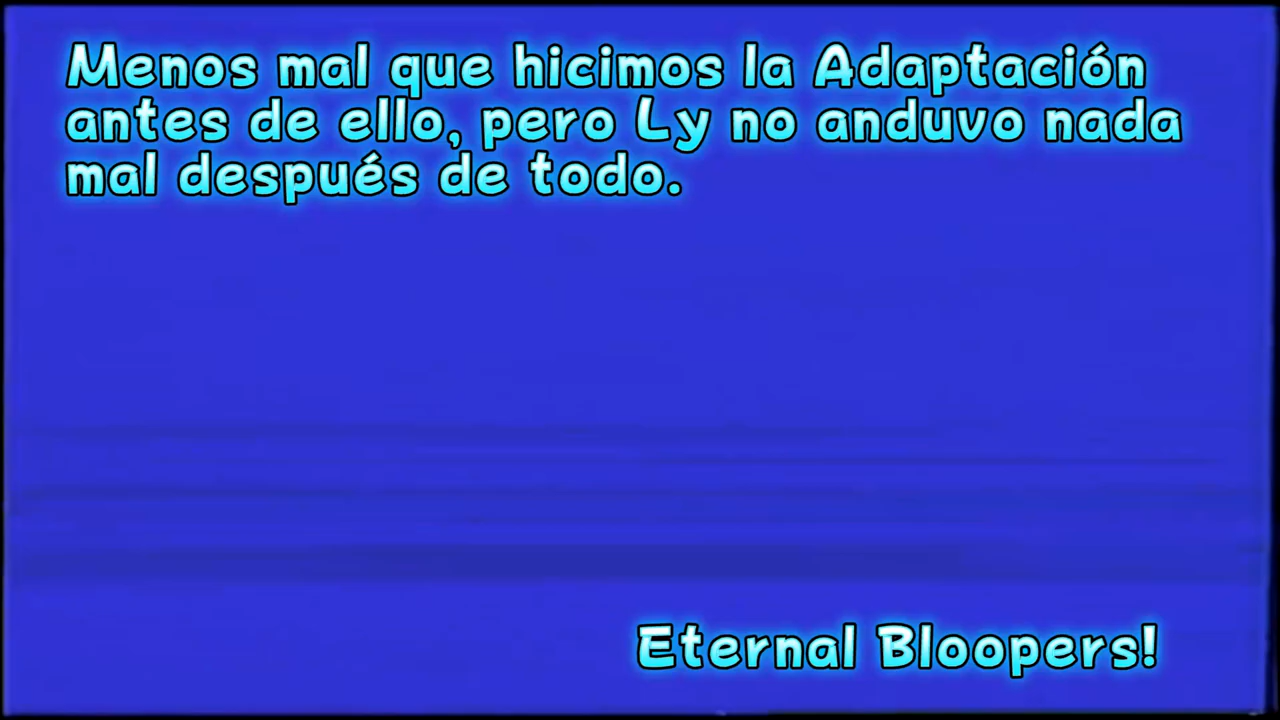 Menos mal que hicimos la Adaptación
antes de ello, pero Ly no anduvo nada
mal después de todo.
Eternal Bloopers!